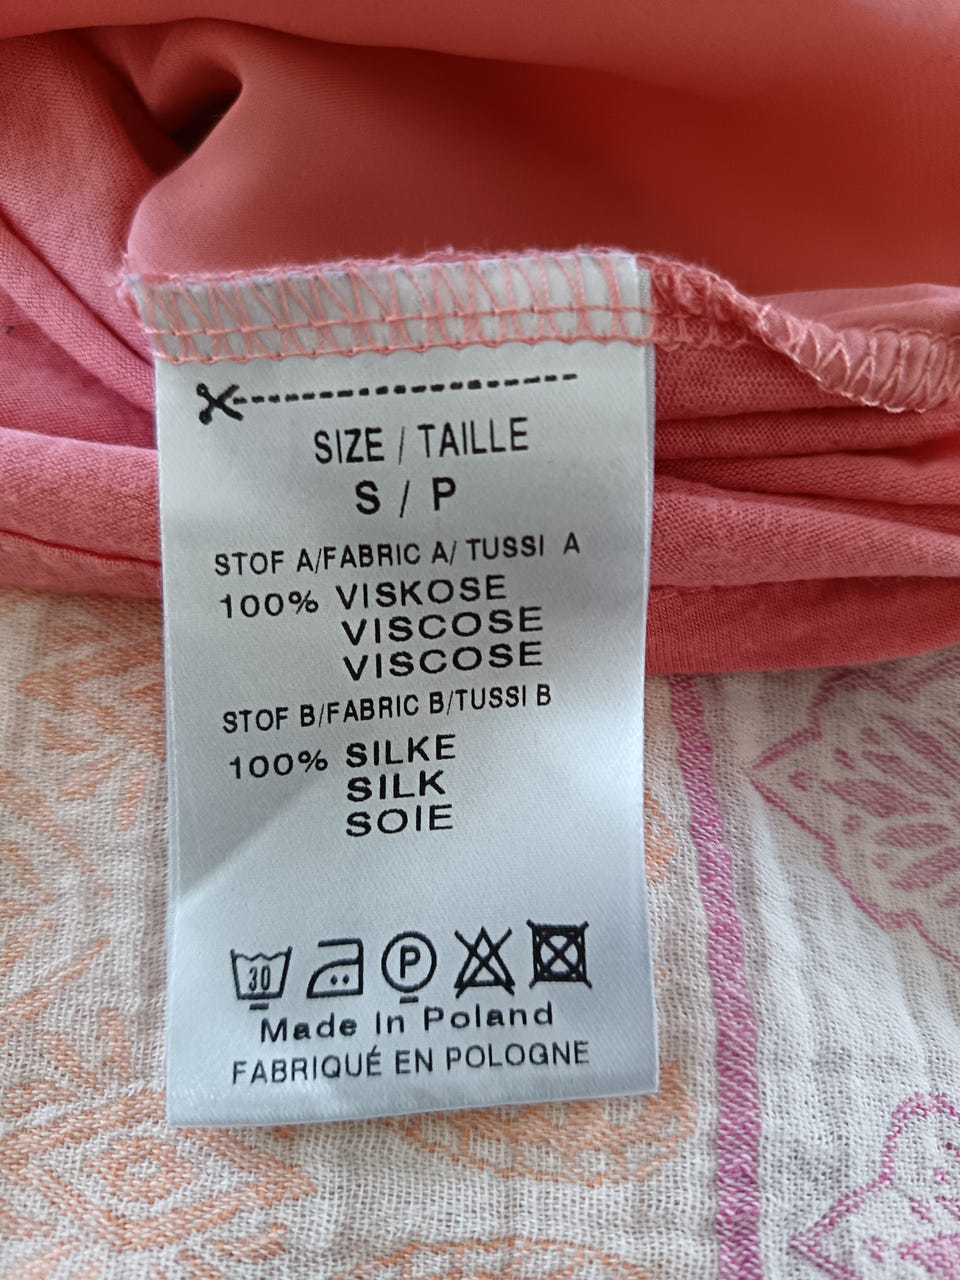 SIZE / TAILLE
S / P
STOF A/FABRIC A/ TUSSI A
100% VISKOSE
VISCOSE
VISCOSE
STOF B/FABRIC B/TUSSI B
100% SILKE
SILK
SOIE
30 P
Made In Poland
FABRIQUÉ EN POLOGNE